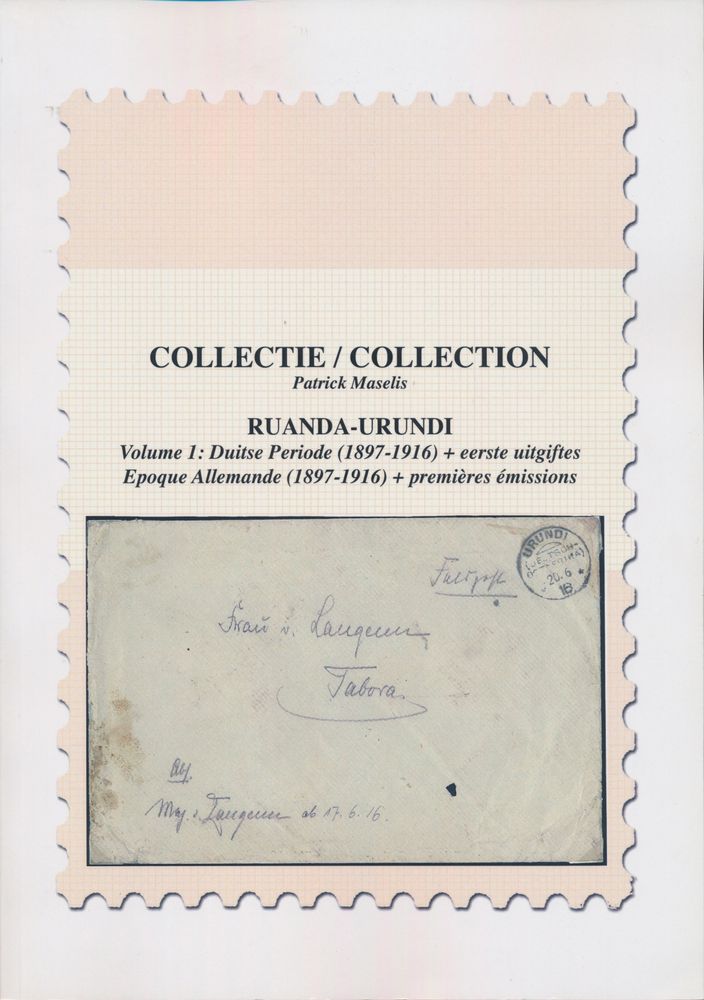 COLLECTIE / COLLECTION
Patrick Maselis
RUANDA-URUNDI
Volume 1: Duitse Periode (1897-1916) + eerste uitgiftes
Epoque Allemande (1897-1916) + premières émissions
URUNDI
20.6
16
Feldpost
Frau v. Langenn
Tabora.
Abs.
Maj. v. Langenn ab 17.6.16.